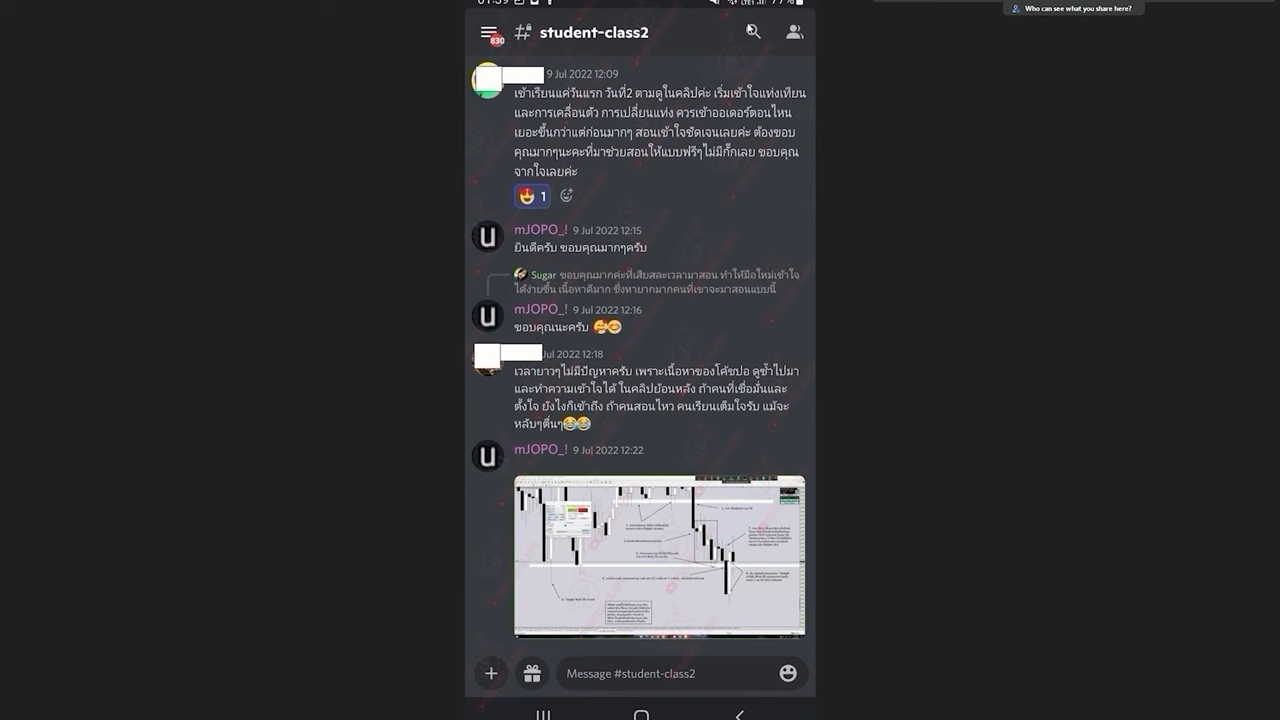 Who can see what you share here?
student-class2
830
9 Jul 2022 12:09
เข้าเรียนแค่วันแรก วันที่2 ตามดูในคลิปค่ะ เริ่มเข้าใจแท่งเทียน
และการเคลื่อนตัว การเปลี่ยนแท่ง ควรเข้าออเดอร์ตอนไหน
เยอะขึ้นกว่าแต่ก่อนมากๆ สอนเข้าใจชัดเจนเลยค่ะ ต้องขอบ
คุณมากๆนะคะที่มาช่วยสอนให้แบบฟรีๆไม่มีกั๊กเลย ขอบคุณ
จากใจเลยค่ะ
1
mJOPO_! 9 Jul 2022 12:15
ยินดีครับ ขอบคุณมากๆครับ
Sugar ขอบคุณมากค่ะที่เสียสละเวลามาสอน ทำให้มือใหม่เข้าใจ
ได้ง่ายขึ้น เนื้อหาดีมาก ซึ่งหายากมากคนที่เขาจะมาสอนแบบนี้
mJOPO_! 9 Jul 2022 12:16
ขอบคุณนะครับ 🥰😊
Jul 2022 12:18
เวลายาวๆไม่มีปัญหาครับ เพราะเนื้อหาของโค้ชปอ ดูซ้ำไปมา
และทำความเข้าใจได้ ในคลิปย้อนหลัง ถ้าคนที่เชื่อมั่นและ
ตั้งใจ ยังไงก็เข้าถึง ถ้าคนสอนไหว คนเรียนเต็มใจรับ แม้จะ
หลับๆตื่นๆ😂😂
mJOPO_! 9 Jul 2022 12:22
Message #student-class2